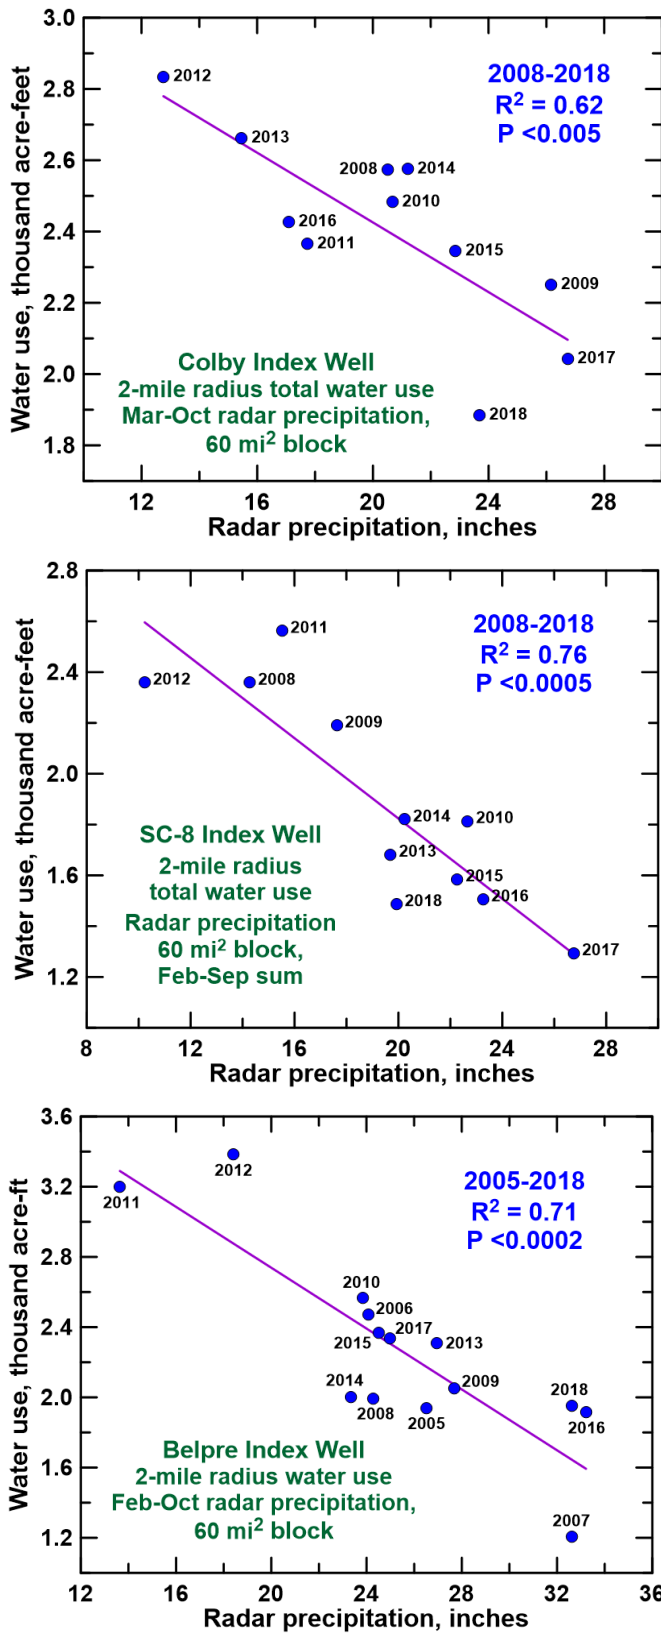 3.0
2.8
2.6
2.4
2.2
2.0
1.8
Water use, thousand acre-feet
2012
2008-2018
R² = 0.62
P <0.005
2013
2008
2014
2010
2016
2011
2015
2009
2017
2018
Colby Index Well
2-mile radius total water use
Mar-Oct radar precipitation,
60 mi² block
12 16 20 24 28
Radar precipitation, inches
2.8
2.4
2.0
1.6
1.2
Water use, thousand acre-feet
2011
2008-2018
R² = 0.76
P <0.0005
2012
2008
2009
2014
2010
2013
2015
2016
2018
2017
SC-8 Index Well
2-mile radius
total water use
Radar precipitation
60 mi² block,
Feb-Sep sum
8 12 16 20 24 28
Radar precipitation, inches
3.6
3.2
2.8
2.4
2.0
1.6
1.2
Water use, thousand acre-ft
2012
2011
2005-2018
R² = 0.71
P <0.0002
2010
2006
2017
2015
2013
2014
2009
2008
2005
2018
2016
2007
Belpre Index Well
2-mile radius water use
Feb-Oct radar precipitation,
60 mi² block
12 16 20 24 28 32 36
Radar precipitation, inches